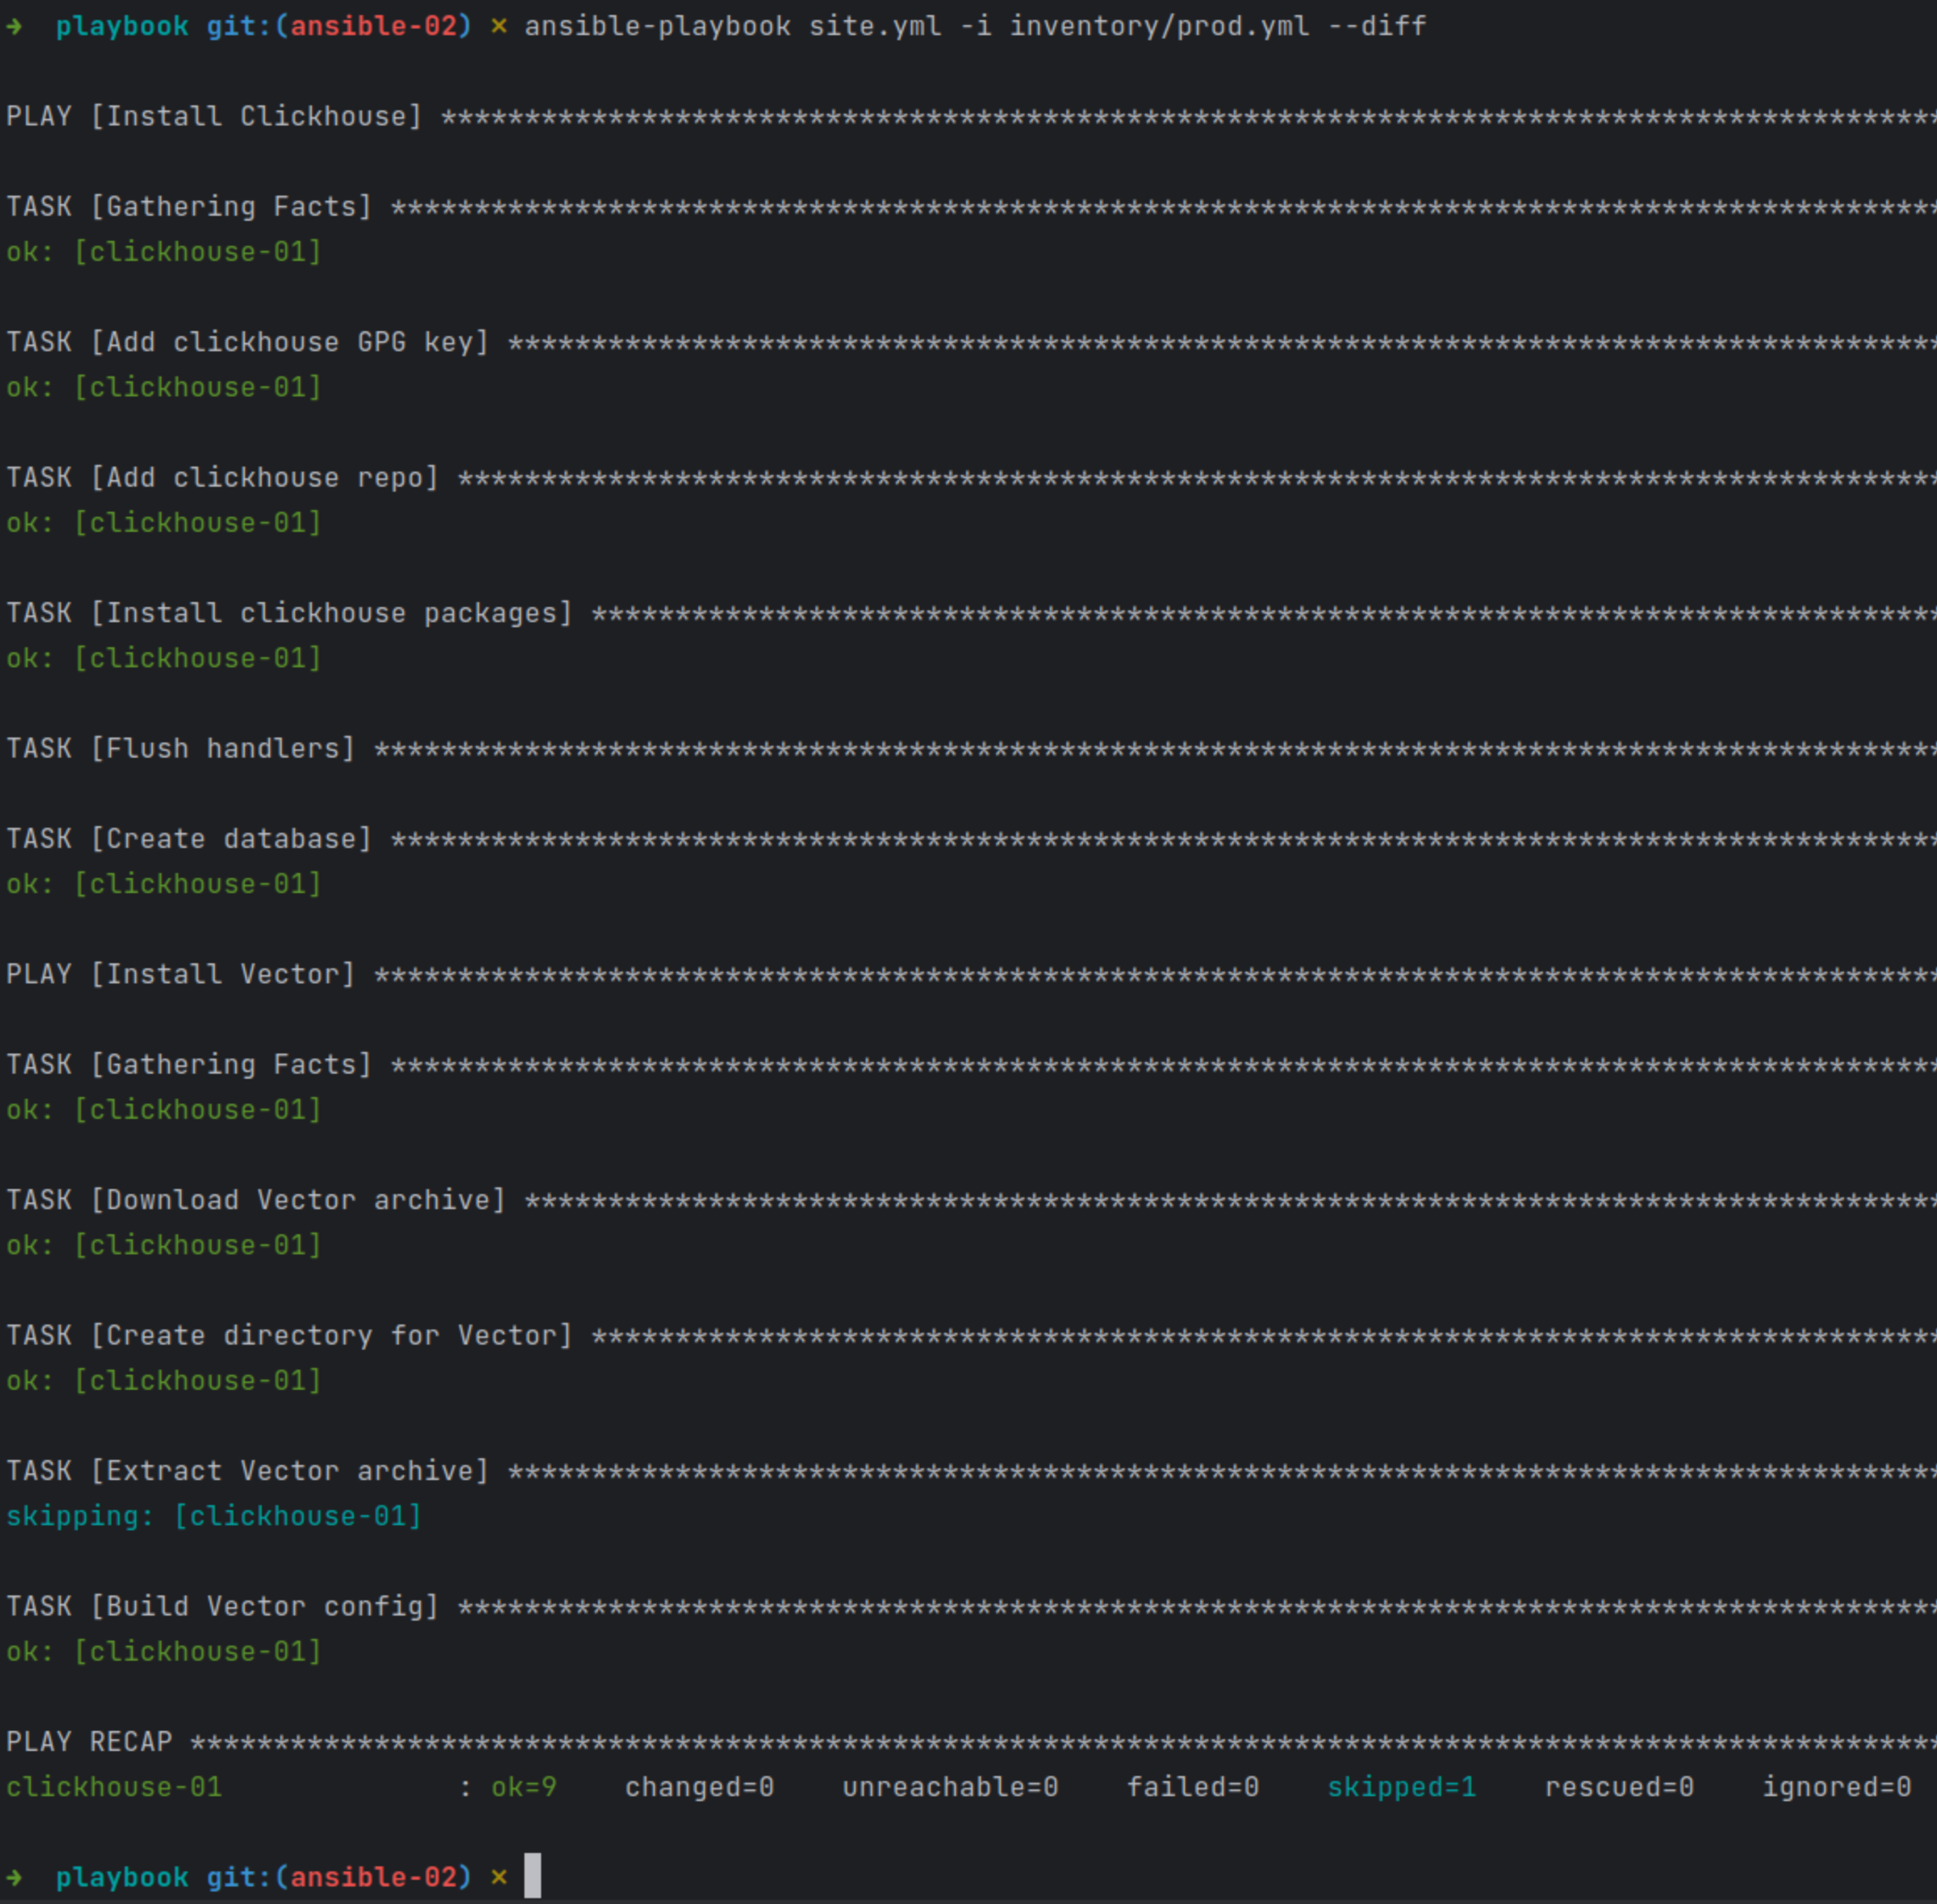 ➜  playbook git:(ansible-02) ✗ ansible-playbook site.yml -i inventory/prod.yml --diff
PLAY [Install Clickhouse] ******************************************************************************************
TASK [Gathering Facts] *********************************************************************************************
ok: [clickhouse-01]
TASK [Add clickhouse GPG key] **************************************************************************************
ok: [clickhouse-01]
TASK [Add clickhouse repo] *****************************************************************************************
ok: [clickhouse-01]
TASK [Install clickhouse packages] *********************************************************************************
ok: [clickhouse-01]
TASK [Flush handlers] **********************************************************************************************
TASK [Create database] *********************************************************************************************
ok: [clickhouse-01]
PLAY [Install Vector] **********************************************************************************************
TASK [Gathering Facts] *********************************************************************************************
ok: [clickhouse-01]
TASK [Download Vector archive] *************************************************************************************
ok: [clickhouse-01]
TASK [Create directory for Vector] *********************************************************************************
ok: [clickhouse-01]
TASK [Extract Vector archive] **************************************************************************************
skipping: [clickhouse-01]
TASK [Build Vector config] *****************************************************************************************
ok: [clickhouse-01]
PLAY RECAP *********************************************************************************************************
clickhouse-01              : ok=9    changed=0    unreachable=0    failed=0    skipped=1    rescued=0    ignored=0
➜  playbook git:(ansible-02) ✗